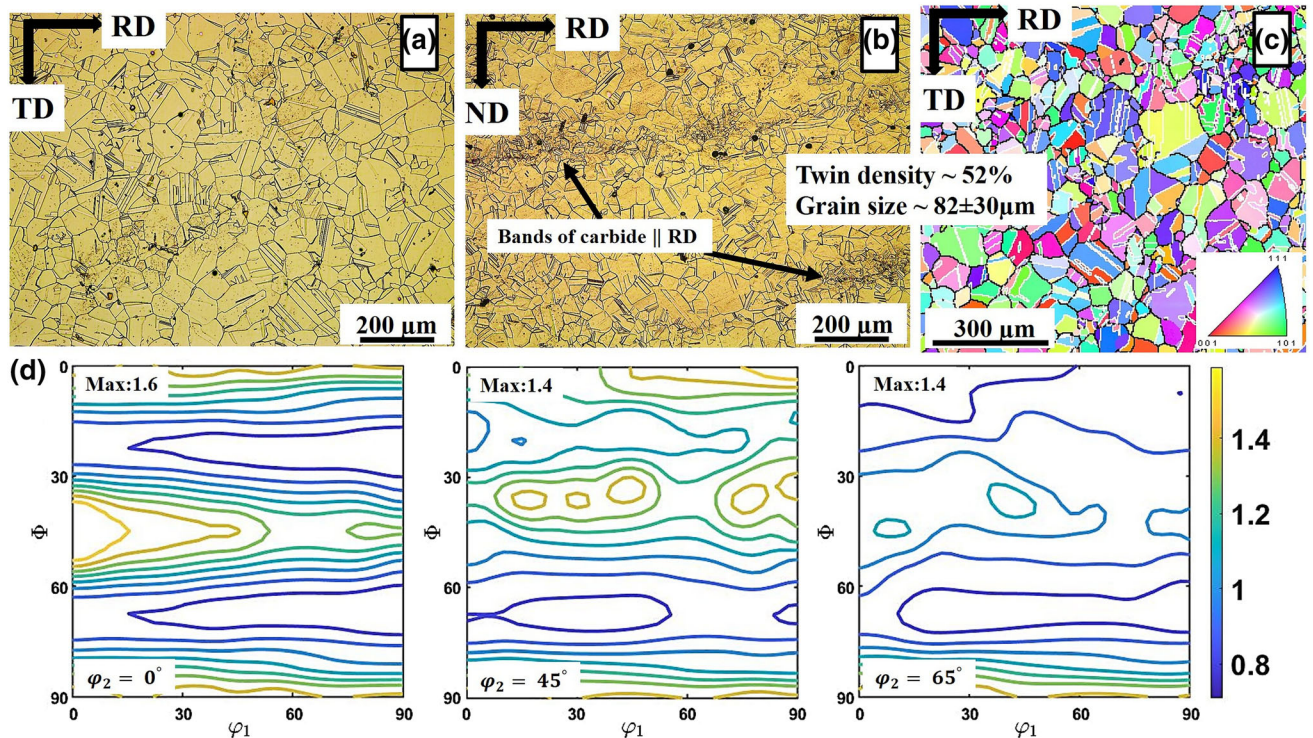 RD
(a)
TD
200 µm
RD
(b)
ND
Bands of carbide || RD
200 µm
RD
(c)
TD
Twin density ~ 52%
Grain size ~ 82±30µm
300 µm
111
001
101
(d)
Max:1.6
0
30
60
90
Φ
φ₂ = 0°
0
30
60
90
φ₁
Max:1.4
0
30
60
90
Φ
φ₂ = 45°
0
30
60
90
φ₁
Max:1.4
0
30
60
90
Φ
φ₂ = 65°
0
30
60
90
φ₁
1.4
1.2
1
0.8